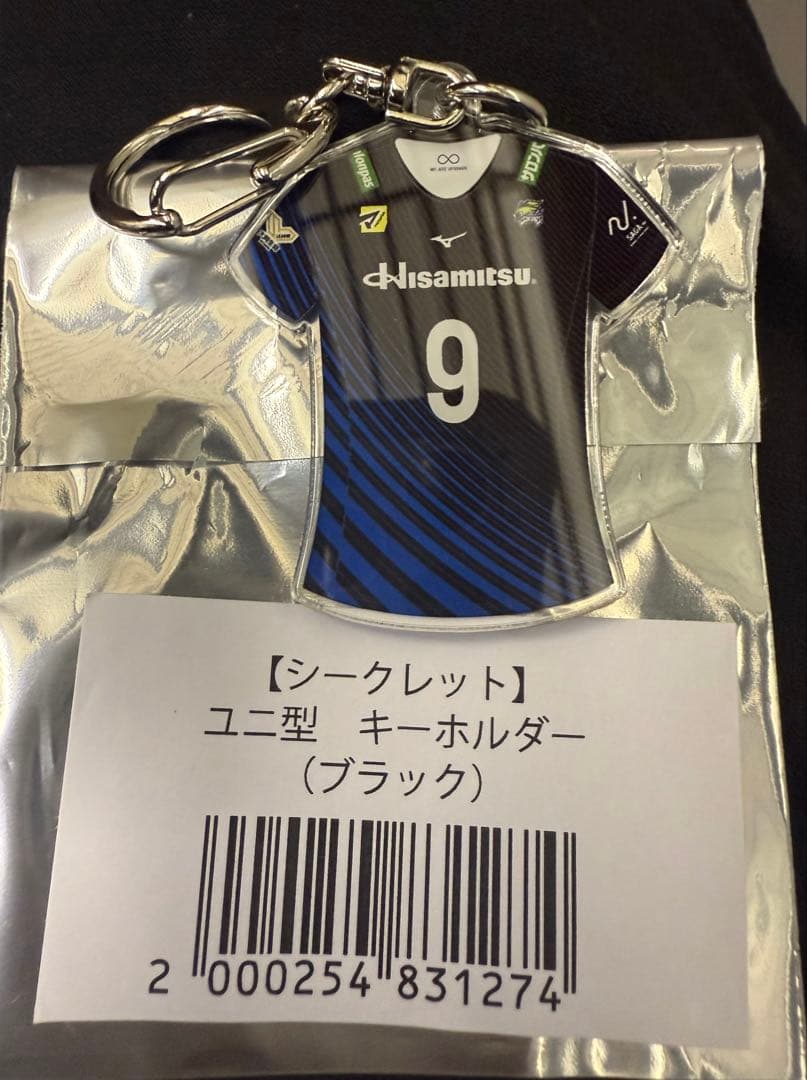 Hisamitsu®
9
SAGA
【シークレット】
ユニ型　キーホルダー
（ブラック）
2 000254 831274